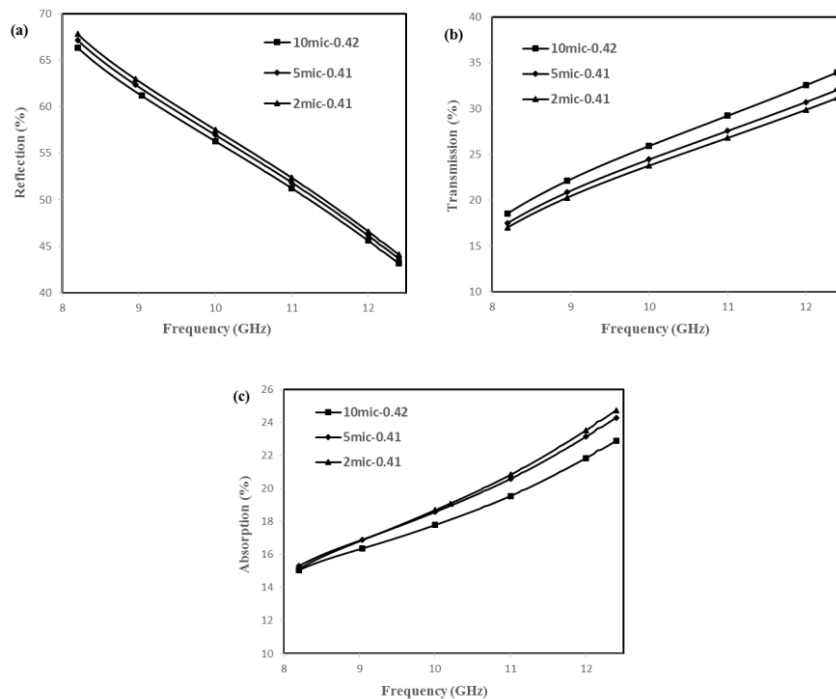 (a)
70
65
60
55
50
45
40
Reflection (%)
10mic-0.42
5mic-0.41
2mic-0.41
8
9
10
11
12
Frequency (GHz)
(b)
40
35
30
25
20
15
10
Transmission (%)
10mic-0.42
5mic-0.41
2mic-0.41
8
9
10
11
12
Frequency (GHz)
(c)
26
24
22
20
18
16
14
12
10
Absorption (%)
10mic-0.42
5mic-0.41
2mic-0.41
8
9
10
11
12
Frequency (GHz)